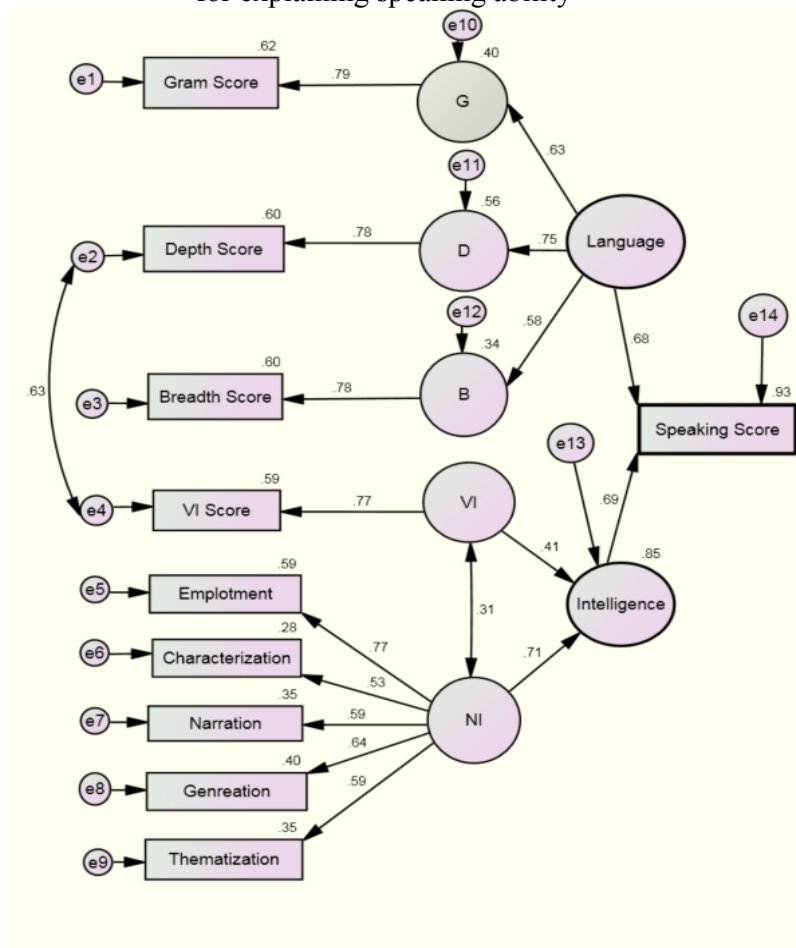 for explaining speaking ability
e10
.62
.40
e1
Gram Score
.79
G
.63
e11
.56
.60
e2
Depth Score
.78
D
.75
Language
e12
.58
.34
.68
e14
.60
.63
e3
Breadth Score
.78
B
.93
Speaking Score
e13
.59
VI
.69
e4
VI Score
.77
.41
.85
.59
e5
Emplotment
.31
Intelligence
.28
.77
e6
Characterization
.53
.71
.35
e7
Narration
.59
NI
.64
.40
e8
Genreation
.59
.35
e9
Thematization